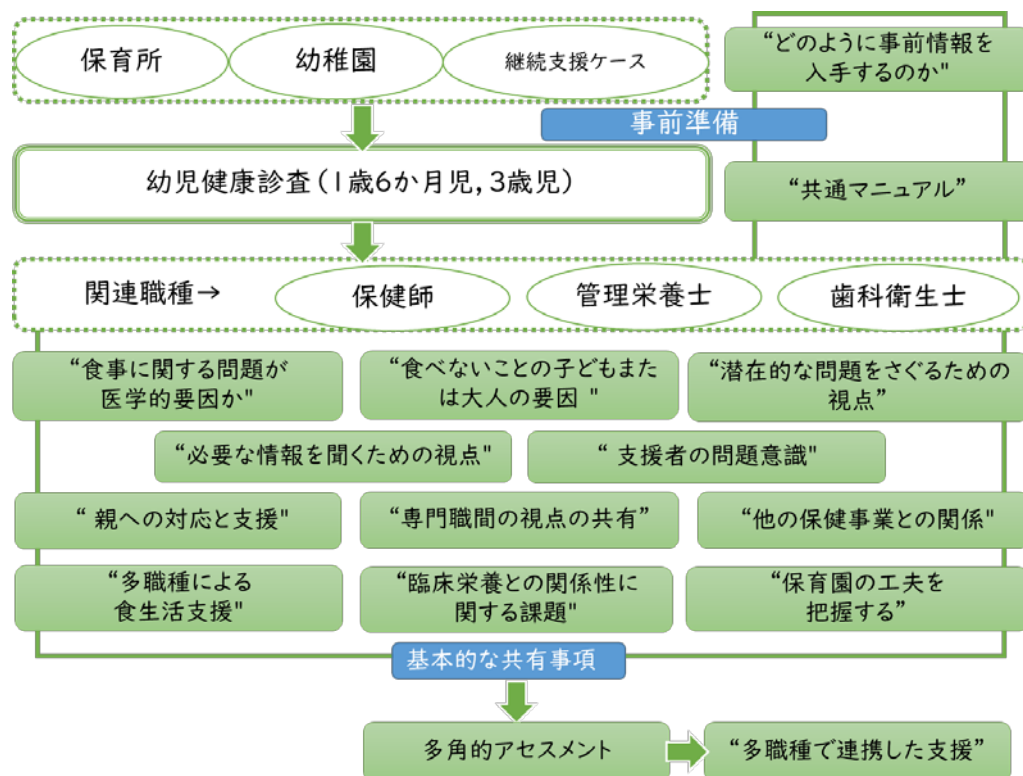 保育所
幼稚園
継続支援ケース
“どのように事前情報を
入手するのか"
事前準備
幼児健康診査(1歳6か月児,3歳児)
“共通マニュアル”
関連職種→
保健師
管理栄養士
歯科衛生士
“食事に関する問題が
医学的要因か"
“食べないことの子どもまた
は大人の要因 "
“潜在的な問題をさぐるための
視点”
“必要な情報を聞くための視点"
“ 支援者の問題意識"
“ 親への対応と支援"
“専門職間の視点の共有”
“他の保健事業との関係"
“多職種による
食生活支援"
“臨床栄養との関係性に
関する課題"
“保育園の工夫を
把握する”
基本的な共有事項
多角的アセスメント
“多職種で連携した支援”